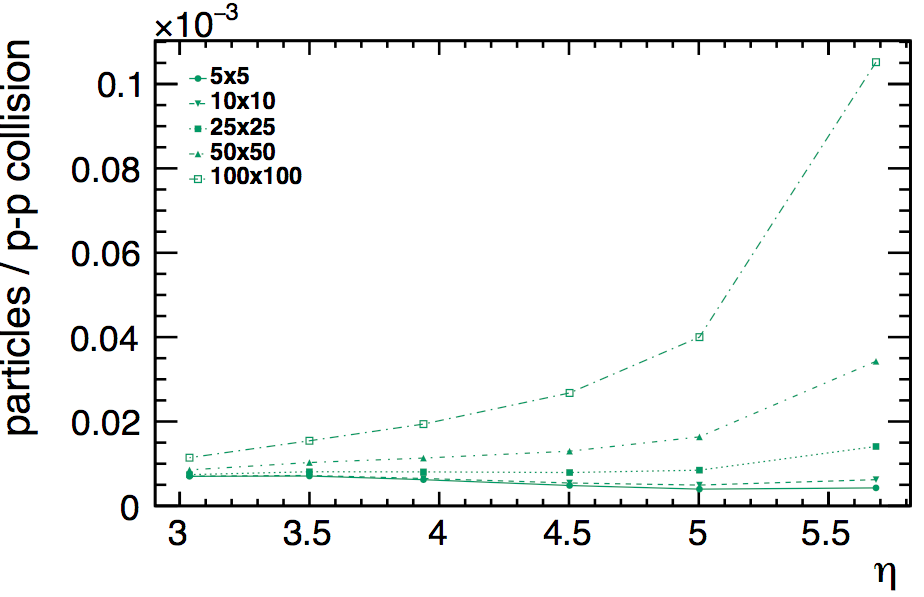 ×10⁻³
particles / p-p collision
0.1
0.08
0.06
0.04
0.02
0
5x5
10x10
25x25
50x50
100x100
3 3.5 4 4.5 5 5.5
η